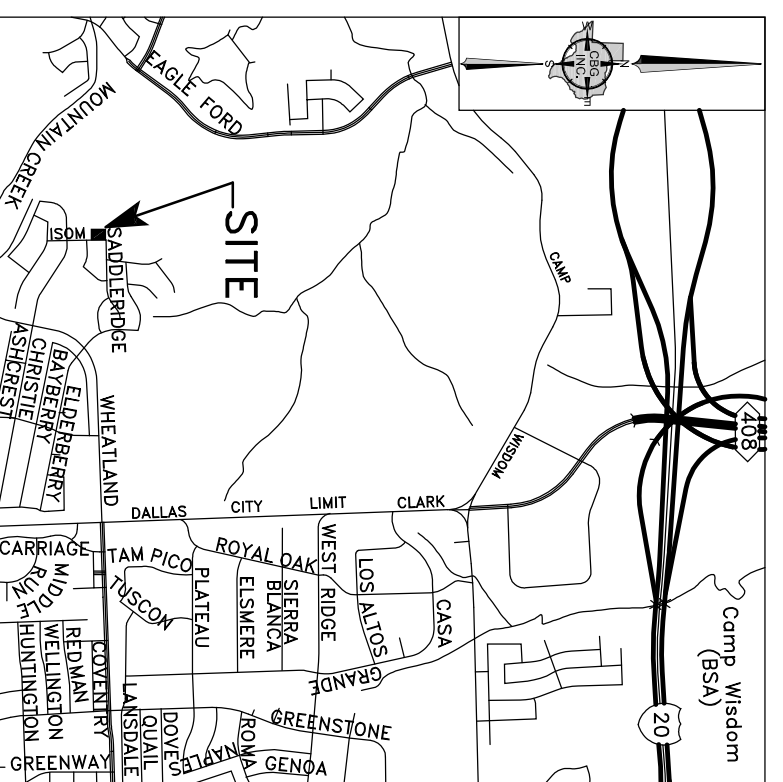 W
CBG
INC.
N
S
E
EAGLE FORD
MOUNTAIN CREEK
SITE
ISOM
SADDLERIDGE
CAMP
WISDOM
408
ASHCREST
CHRISTIE
BAYBERRY
ELDERBERRY
WHEATLAND
DALLAS CITY LIMIT CLARK
CARRIAGE
MIDDLE
RUN
TAM PICO
TUSCON
ROYAL OAK
PLATEAU
ELSMERE
SIERRA
BLANCA
WEST RIDGE
LOS ALTOS
CASA
GRANDE
Camp Wisdom
(BSA)
20
HUNTINGTON
WELLINGTON
REDMAN
COVENTRY
LANSDALE
QUAIL
DOVES
NAPLE
ROMA
GREENSTONE
GENOA
GREENWAY